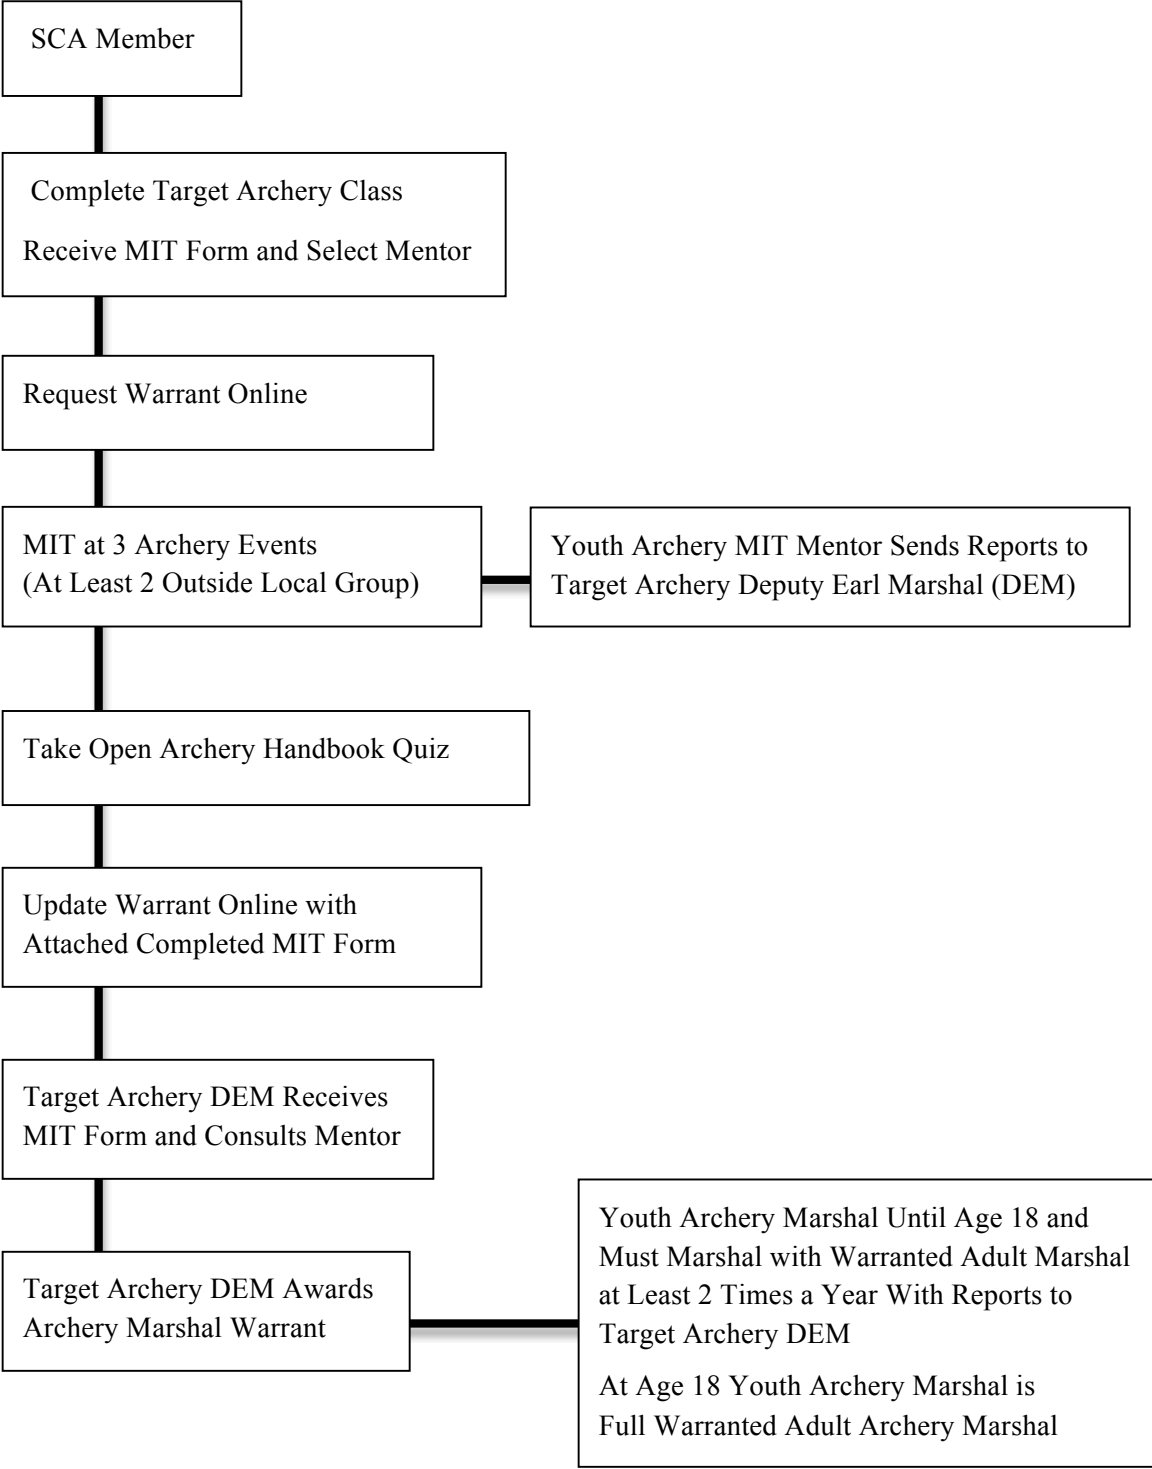 SCA Member
Complete Target Archery Class
Receive MIT Form and Select Mentor
Request Warrant Online
MIT at 3 Archery Events
(At Least 2 Outside Local Group)
Youth Archery MIT Mentor Sends Reports to
Target Archery Deputy Earl Marshal (DEM)
Take Open Archery Handbook Quiz
Update Warrant Online with
Attached Completed MIT Form
Target Archery DEM Receives
MIT Form and Consults Mentor
Target Archery DEM Awards
Archery Marshal Warrant
Youth Archery Marshal Until Age 18 and
Must Marshal with Warranted Adult Marshal
at Least 2 Times a Year With Reports to
Target Archery DEM
At Age 18 Youth Archery Marshal is
Full Warranted Adult Archery Marshal